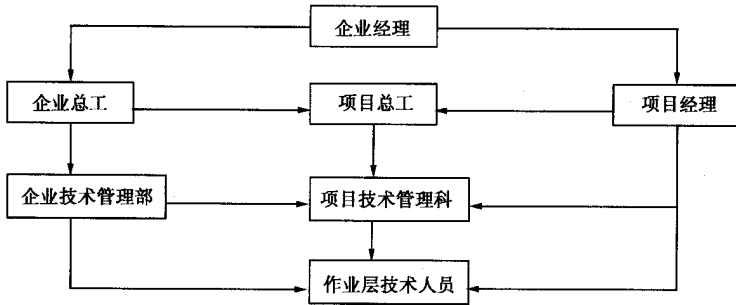 企业经理
企业总工
项目总工
项目经理
企业技术管理部
项目技术管理科
作业层技术人员